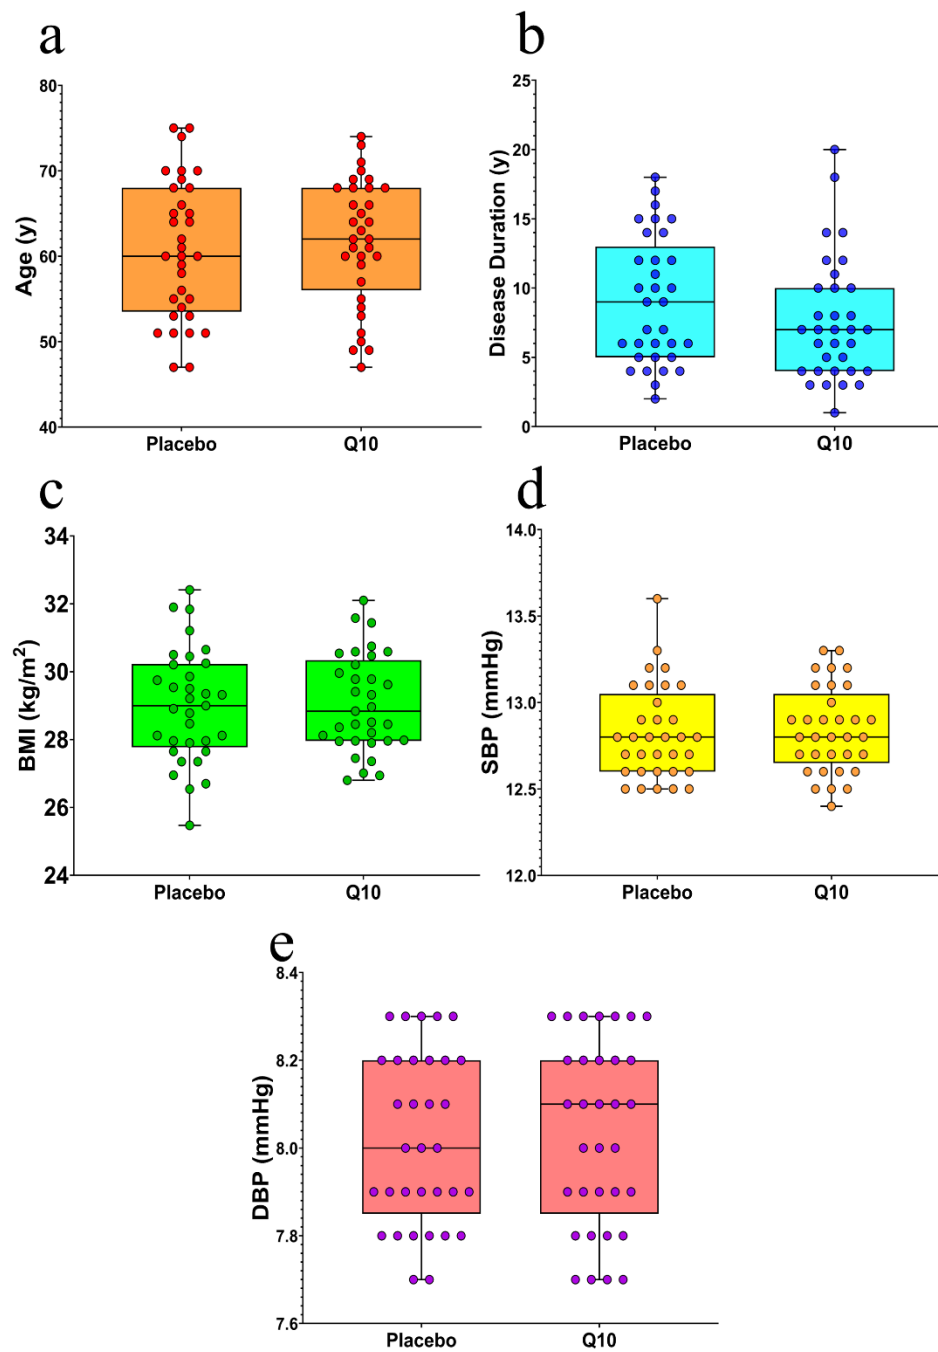 a
Age (y)
80
70
60
50
40
Placebo Q10
b
Disease Duration (y)
25
20
15
10
5
0
Placebo Q10
c
BMI (kg/m²)
34
32
30
28
26
24
Placebo Q10
d
SBP (mmHg)
14.0
13.5
13.0
12.5
12.0
Placebo Q10
e
DBP (mmHg)
8.4
8.2
8.0
7.8
7.6
Placebo Q10